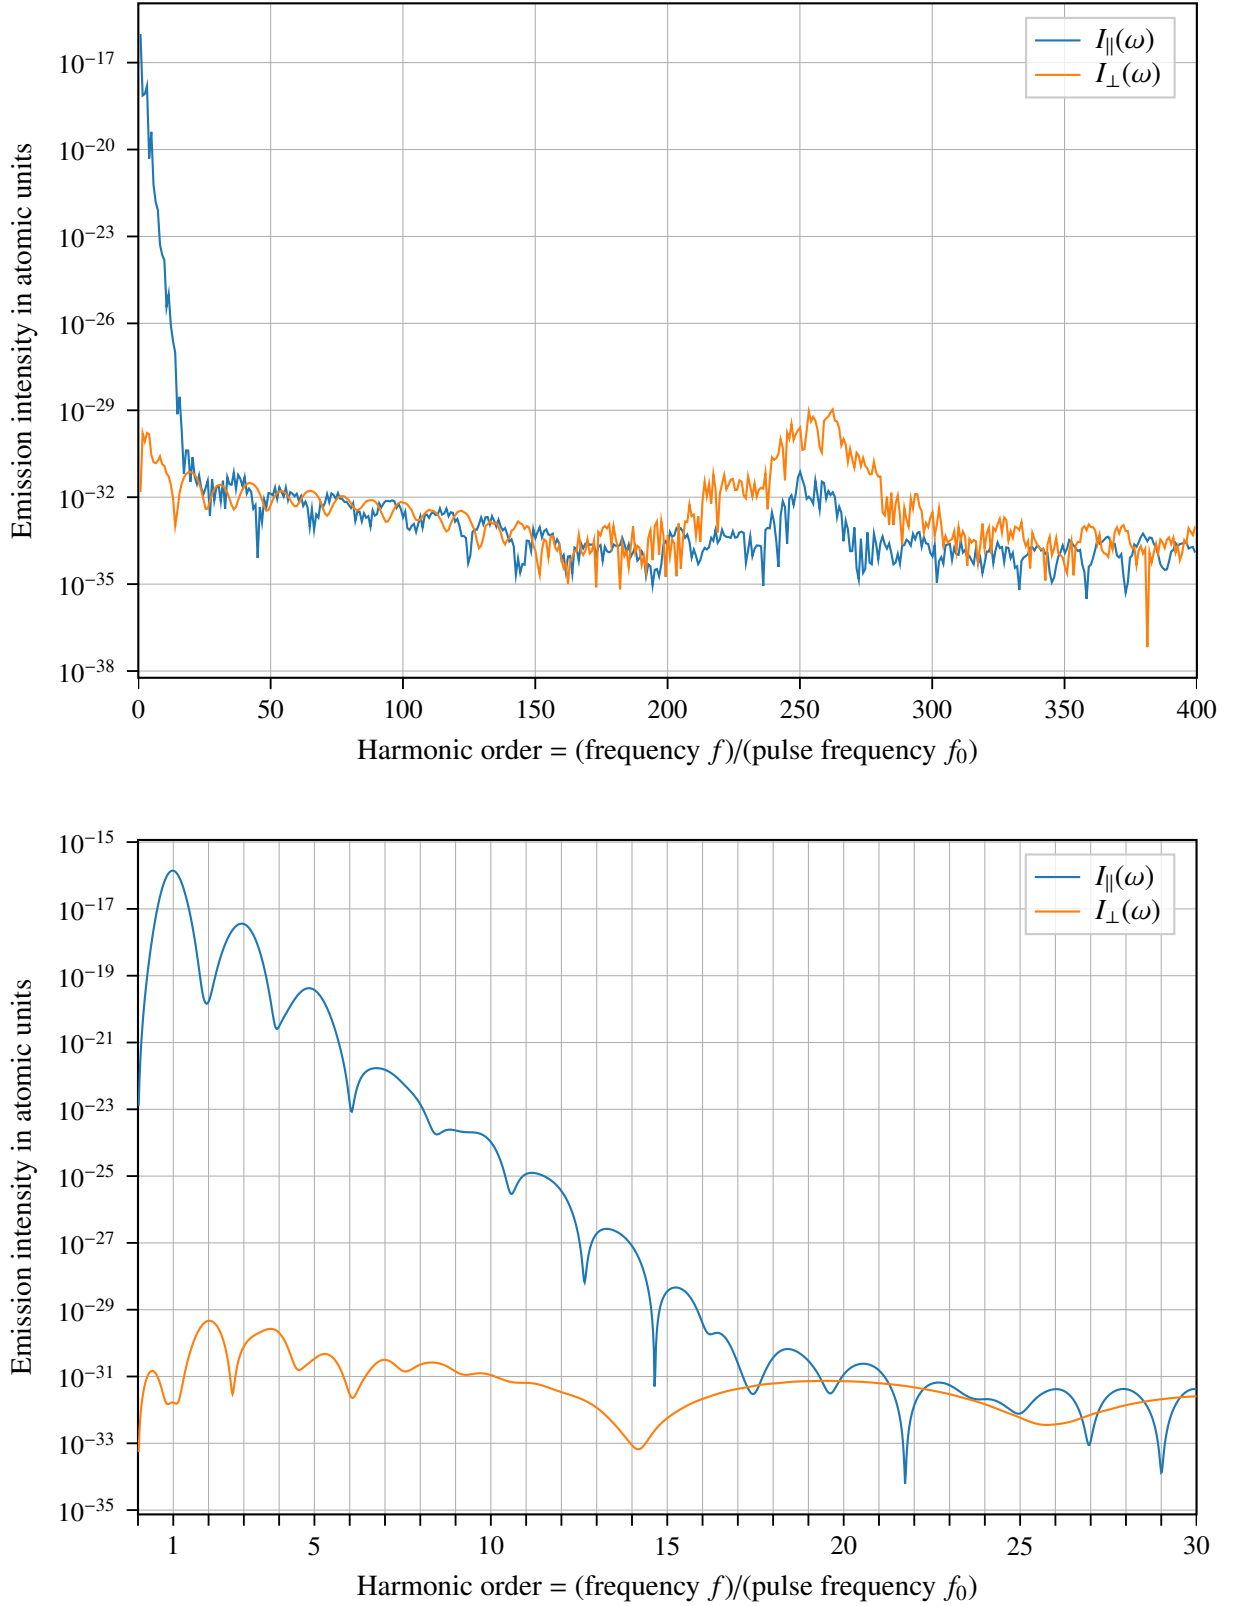 Emission intensity in atomic units
10⁻¹⁷
10⁻²⁰
10⁻²³
10⁻²⁶
10⁻²⁹
10⁻³²
10⁻³⁵
10⁻³⁸
I∥(ω)
I⊥(ω)
0 50 100 150 200 250 300 350 400
Harmonic order = (frequency f)/(pulse frequency f₀)
Emission intensity in atomic units
10⁻¹⁵
10⁻¹⁷
10⁻¹⁹
10⁻²¹
10⁻²³
10⁻²⁵
10⁻²⁷
10⁻²⁹
10⁻³¹
10⁻³³
10⁻³⁵
I∥(ω)
I⊥(ω)
1 5 10 15 20 25 30
Harmonic order = (frequency f)/(pulse frequency f₀)